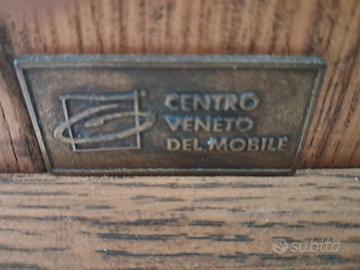 CENTRO
VENETO
DEL MOBILE
subito